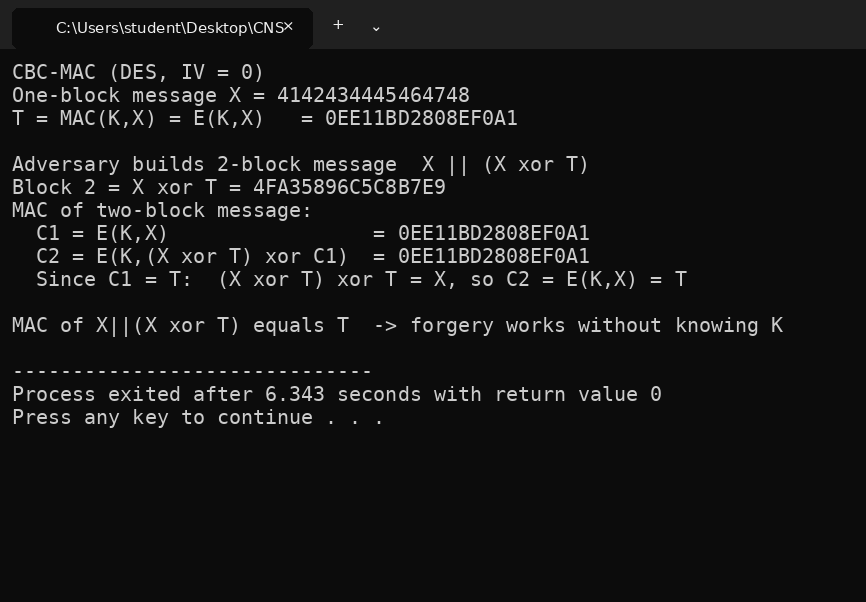 C:\Users\student\Desktop\CNS
CBC-MAC (DES, IV = 0)
One-block message X = 4142434445464748
T = MAC(K,X) = E(K,X)   = 0EE11BD2808EF0A1
Adversary builds 2-block message  X || (X xor T)
Block 2 = X xor T = 4FA35896C5C8B7E9
MAC of two-block message:
  C1 = E(K,X)                 = 0EE11BD2808EF0A1
  C2 = E(K,(X xor T) xor C1)  = 0EE11BD2808EF0A1
  Since C1 = T:  (X xor T) xor T = X, so C2 = E(K,X) = T
MAC of X||(X xor T) equals T  -> forgery works without knowing K
------------------------------
Process exited after 6.343 seconds with return value 0
Press any key to continue . . .